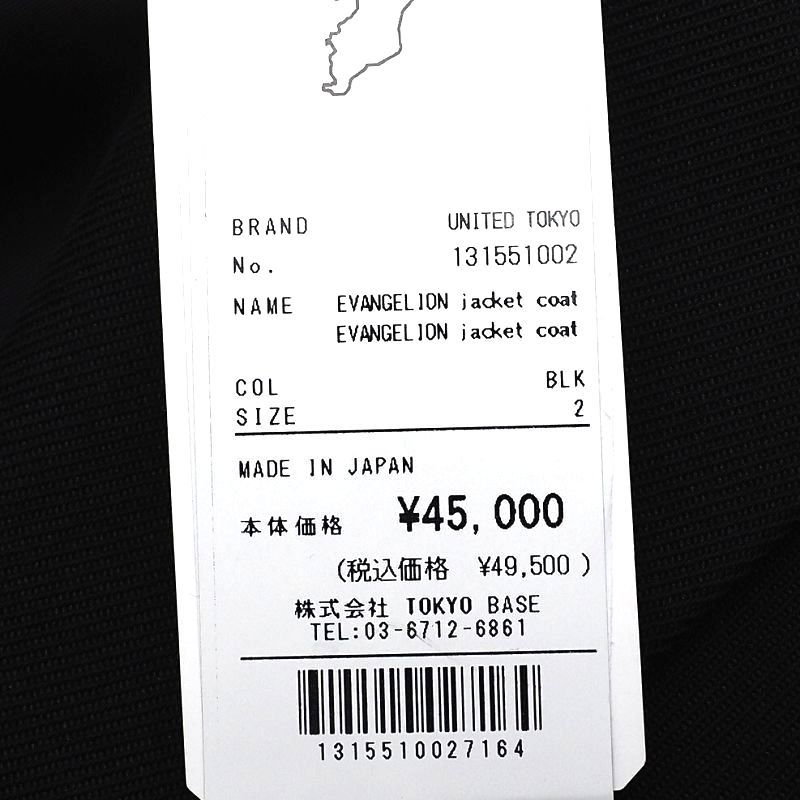 BRAND UNITED TOKYO
No. 131551002
NAME EVANGELION jacket coat
EVANGELION jacket coat
COL BLK
SIZE 2
MADE IN JAPAN
本体価格 ¥45,000
(税込価格 ¥49,500 )
株式会社 TOKYO BASE
TEL:03-6712-6861
1315510027164